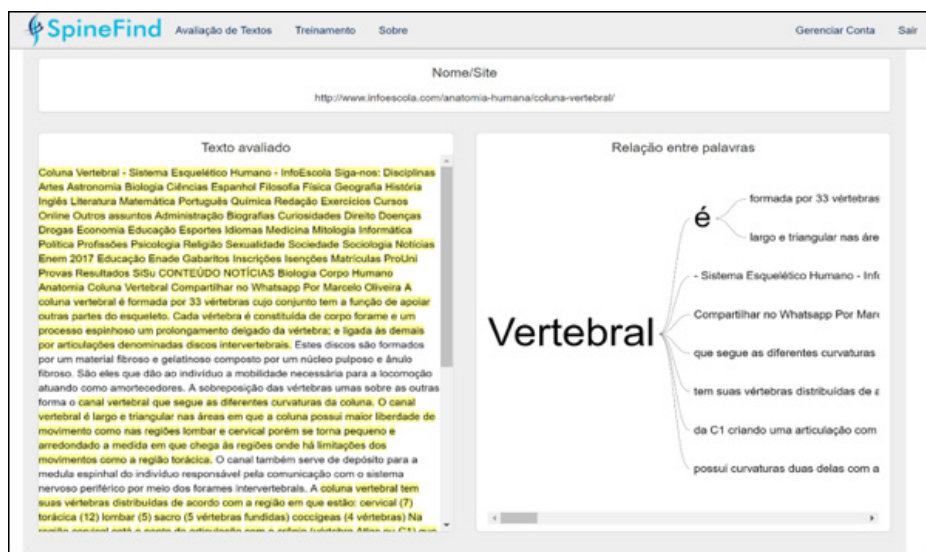 SpineFind Avaliação de Textos Treinamento Sobre Gerenciar Conta Sair
Nome/Site
http://www.infoescola.com/anatomia-humana/coluna-vertebral/
Texto avaliado
Coluna Vertebral - Sistema Esquelético Humano - InfoEscola Siga-nos: Disciplinas
Artes Astronomia Biologia Ciências Espanhol Filosofia Física Geografia História
Inglês Literatura Matemática Português Química Redação Exercícios Cursos
Online Outros assuntos Administração Biografias Curiosidades Direito Doenças
Drogas Economia Educação Esportes Idiomas Medicina Mitologia Informática
Política Profissões Psicologia Religião Sexualidade Sociedade Sociologia Notícias
Enem 2017 Educação Enade Gabaritos Inscrições Isenções Matrículas ProUni
Provas Resultados SiSu CONTEÚDO NOTÍCIAS Biologia Corpo Humano
Anatomia Coluna Vertebral Compartilhar no Whatsapp Por Marcelo Oliveira A
coluna vertebral é formada por 33 vértebras cujo conjunto tem a função de apoiar
outras partes do esqueleto. Cada vértebra é constituída de corpo forame e um
processo espinhoso um prolongamento delgado da vértebra; e ligada às demais
por articulações denominadas discos intervertebrais. Estes discos são formados
por um material fibroso e gelatinoso composto por um núcleo pulposo e ânulo
fibroso. São eles que dão ao indivíduo a mobilidade necessária para a locomoção
atuando como amortecedores. A sobreposição das vértebras umas sobre as outras
forma o canal vertebral que segue as diferentes curvaturas da coluna. O canal
vertebral é largo e triangular nas áreas em que a coluna possui maior liberdade de
movimento como nas regiões lombar e cervical porém se torna pequeno e
arredondado a medida em que chega às regiões onde há limitações dos
movimentos como a região torácica. O canal também serve de depósito para a
medula espinhal do indivíduo responsável pela comunicação com o sistema
nervoso periférico por meio dos forames intervertebrais. A coluna vertebral tem
suas vértebras distribuídas de acordo com a região em que estão: cervical (7)
torácica (12) lombar (5) sacro (5 vértebras fundidas) coccígeas (4 vértebras) Na
Relação entre palavras
Vertebral
é
formada por 33 vértebras
largo e triangular nas áre
- Sistema Esquelético Humano - Info
Compartilhar no Whatsapp Por Marc
que segue as diferentes curvaturas
tem suas vértebras distribuídas de a
da C1 criando uma articulação com
possui curvaturas duas delas com a